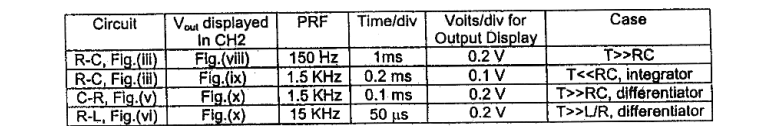 Circuit V_out displayed In CH2 PRF Time/div Volts/div for Output Display Case
R-C, Fig.(iii) Fig.(viii) 150 Hz 1ms 0.2 V T>>RC
R-C, Fig.(iii) Fig.(ix) 1.5 KHz 0.2 ms 0.1 V T<<RC, integrator
C-R, Fig.(v) Fig.(x) 1.5 KHz 0.1 ms 0.2 V T>>RC, differentiator
R-L, Fig.(vi) Fig.(x) 15 KHz 50 µs 0.2 V T>>L/R, differentiator